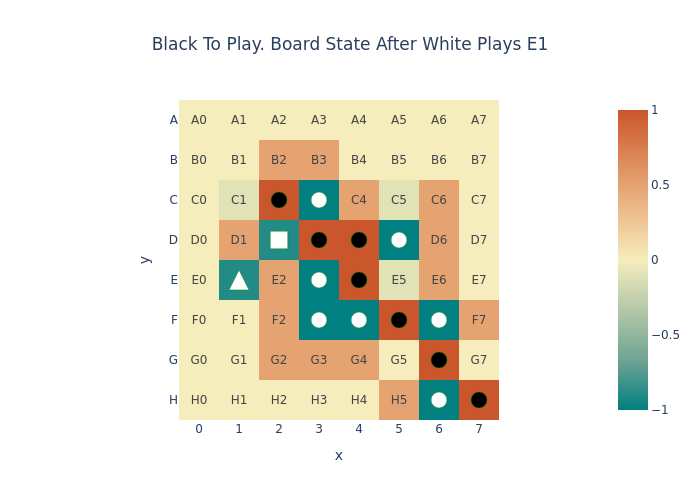 Black To Play. Board State After White Plays E1
A A0 A1 A2 A3 A4 A5 A6 A7
B B0 B1 B2 B3 B4 B5 B6 B7
C C0 C1 C4 C5 C6 C7
D D0 D1 D6 D7
E E0 E2 E5 E6 E7
F F0 F1 F2 F7
G G0 G1 G2 G3 G4 G5 G7
H H0 H1 H2 H3 H4 H5
0 1 2 3 4 5 6 7
x
y
1
0.5
0
−0.5
−1